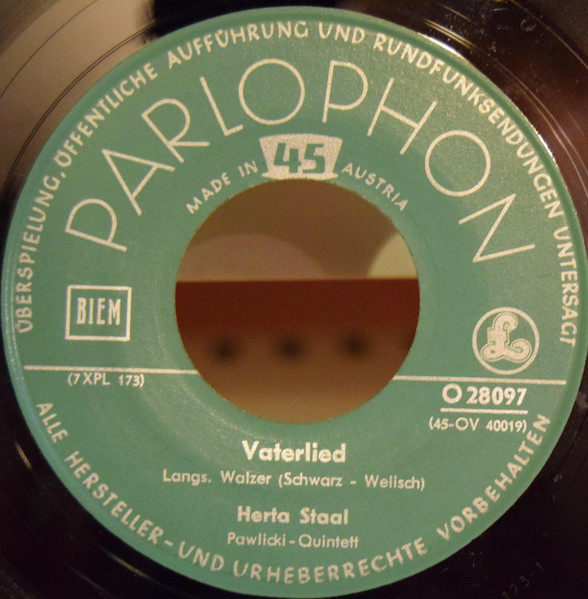 ÜBERSPIELUNG, ÖFFENTLICHE AUFFÜHRUNG UND RUNDFUNKSENDUNGEN UNTERSAGT
PARLOPHON
45
MADE IN AUSTRIA
BIEM
£
(7XPL 173)
O 28097
(45-OV 40019)
Vaterlied
Langs. Walzer (Schwarz - Wellsch)
Herta Staal
Pawlicki-Quintett
ALLE HERSTELLER-UND URHEBERRECHTE VORBEHALTEN